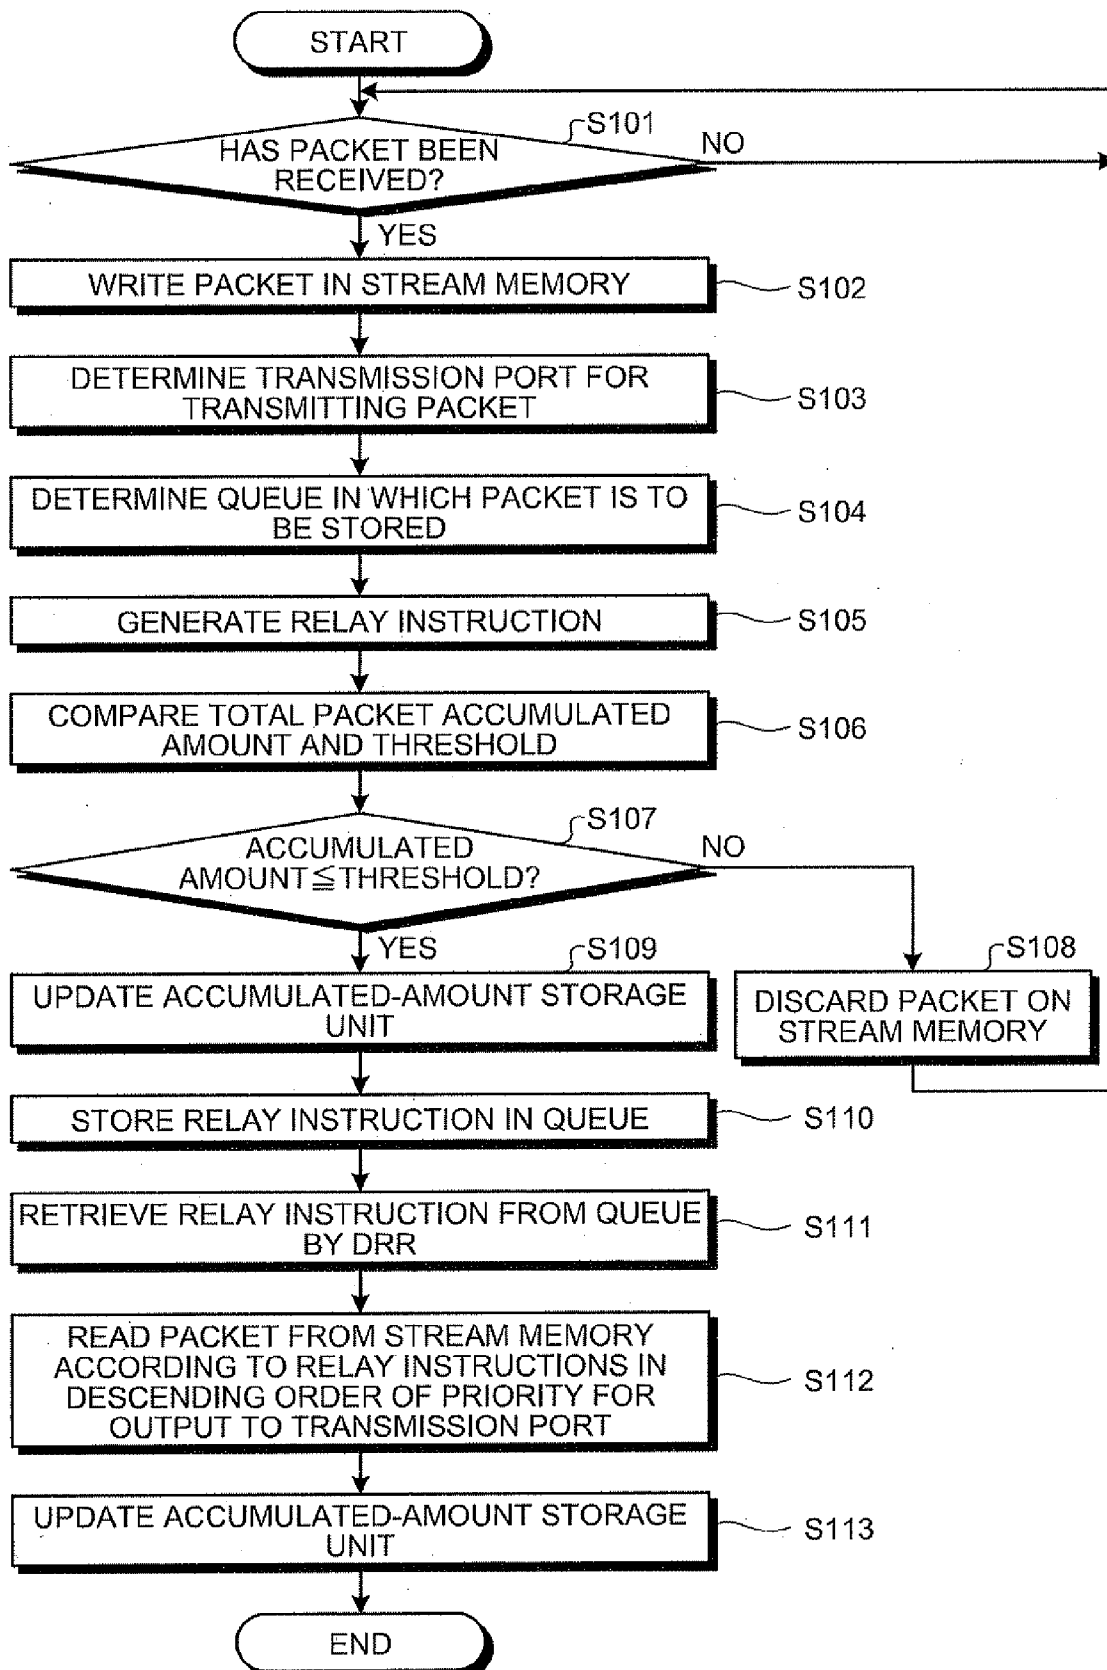 START
S101
HAS PACKET BEEN
RECEIVED?
NO
YES
WRITE PACKET IN STREAM MEMORY
S102
DETERMINE TRANSMISSION PORT FOR
TRANSMITTING PACKET
S103
DETERMINE QUEUE IN WHICH PACKET IS TO
BE STORED
S104
GENERATE RELAY INSTRUCTION
S105
COMPARE TOTAL PACKET ACCUMULATED
AMOUNT AND THRESHOLD
S106
S107
ACCUMULATED
AMOUNT≦THRESHOLD?
NO
YES
S109
UPDATE ACCUMULATED-AMOUNT STORAGE
UNIT
S108
DISCARD PACKET ON
STREAM MEMORY
STORE RELAY INSTRUCTION IN QUEUE
S110
RETRIEVE RELAY INSTRUCTION FROM QUEUE
BY DRR
S111
READ PACKET FROM STREAM MEMORY
ACCORDING TO RELAY INSTRUCTIONS IN
DESCENDING ORDER OF PRIORITY FOR
OUTPUT TO TRANSMISSION PORT
S112
UPDATE ACCUMULATED-AMOUNT STORAGE
UNIT
S113
END